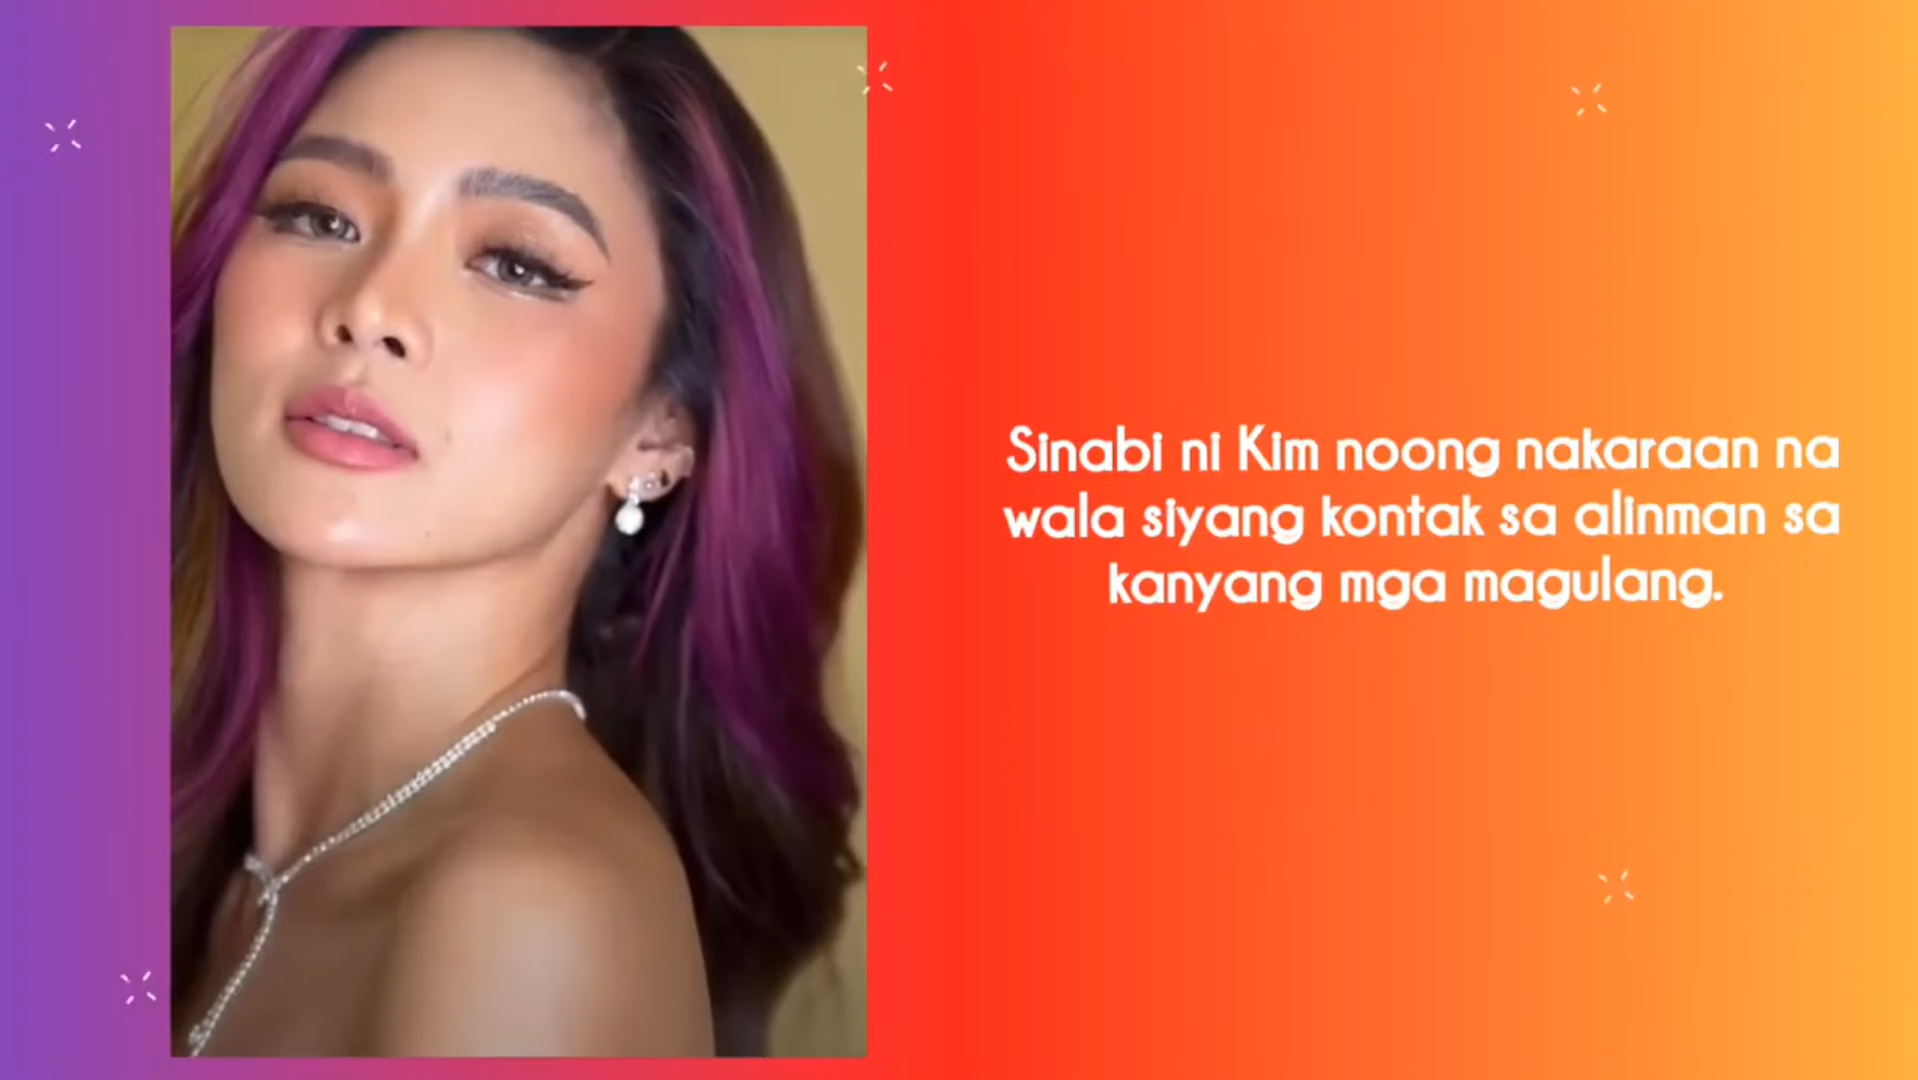 Sinabi ni Kim noong nakaraan na
wala siyang kontak sa alinman sa
kanyang mga magulang.